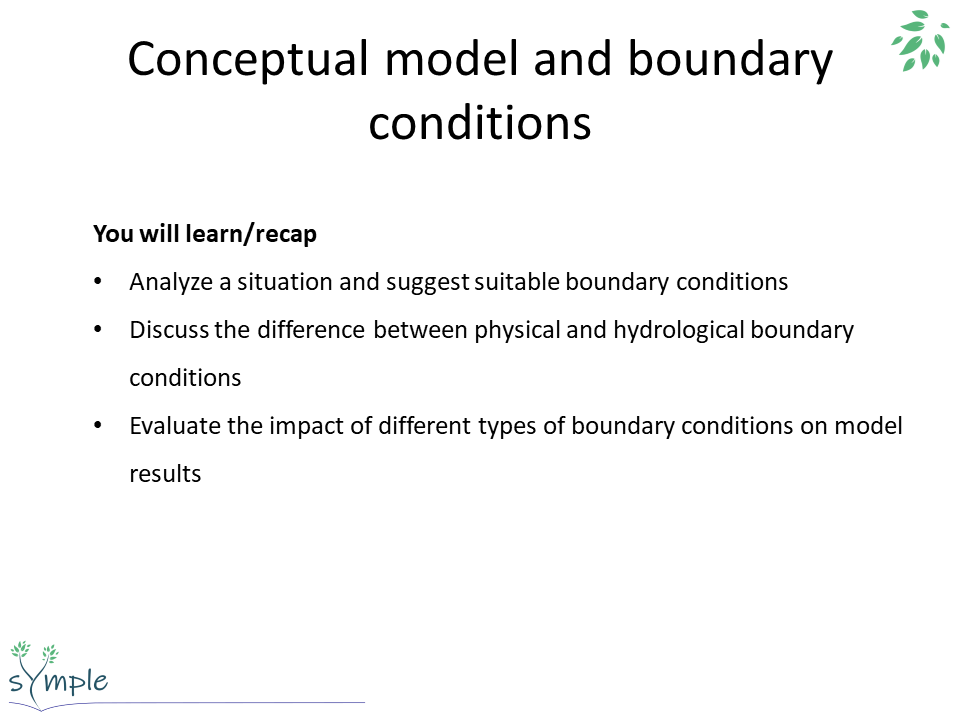 Conceptual model and boundary
conditions
You will learn/recap
• Analyze a situation and suggest suitable boundary conditions
• Discuss the difference between physical and hydrological boundary
conditions
• Evaluate the impact of different types of boundary conditions on model
results
sYmple